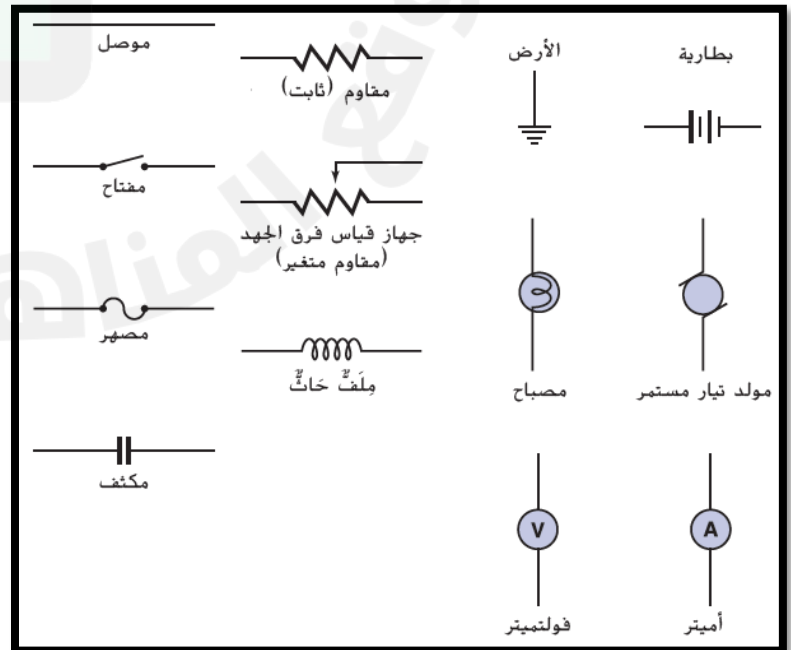 بطارية
الأرض
مقاوم (ثابت)
موصل
مفتاح
جهاز قياس فرق الجهد
(مقاوم متغير)
مصهر
مولد تيار مستمر
مصباح
مِلَفٌّ حَاثٌّ
مكثف
A
V
أميتر
فولتميتر